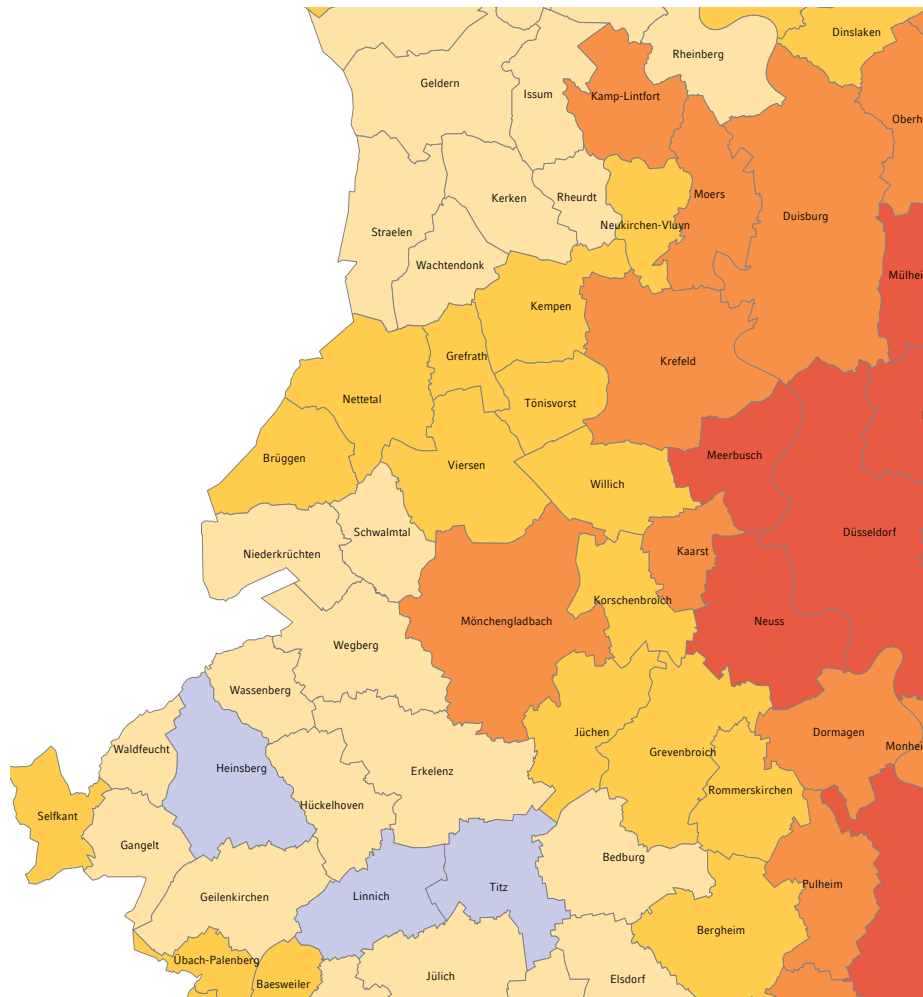 Dinslaken
Rheinberg
Geldern
Issum
Kamp-Lintfort
Oberh
Kerken
Rheurdt
Moers
Duisburg
Neukirchen-Vluyn
Straelen
Wachtendonk
Mülhei
Kempen
Grefrath
Krefeld
Nettetal
Tönisvorst
Meerbusch
Brüggen
Viersen
Willich
Schwalmtal
Düsseldorf
Niederkrüchten
Kaarst
Korschenbroich
Mönchengladbach
Neuss
Wegberg
Wassenberg
Jüchen
Dormagen
Waldfeucht
Grevenbroich
Monhei
Heinsberg
Erkelenz
Rommerskirchen
Hückelhoven
Selfkant
Gangelt
Bedburg
Pulheim
Titz
Linnich
Geilenkirchen
Bergheim
Übach-Palenberg
Jülich
Elsdorf
Baesweiler